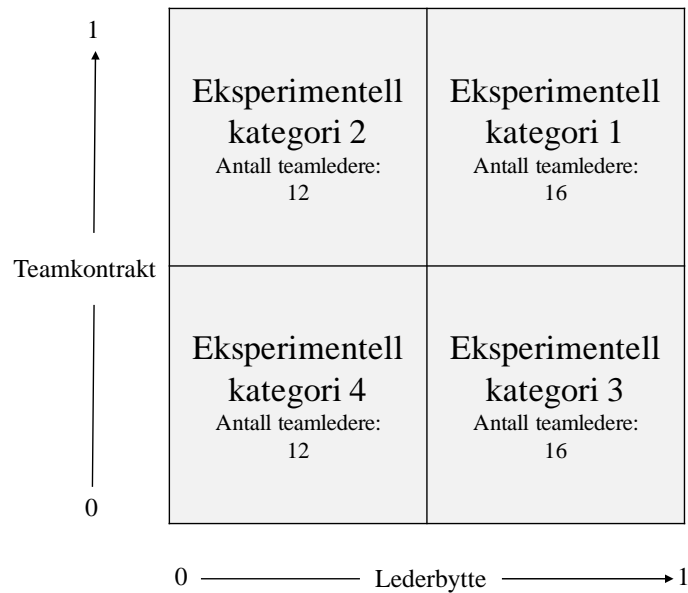 1
Eksperimentell
kategori 2
Antall teamledere:
12
Eksperimentell
kategori 1
Antall teamledere:
16
Teamkontrakt
Eksperimentell
kategori 4
Antall teamledere:
12
Eksperimentell
kategori 3
Antall teamledere:
16
0
0 Lederbytte 1